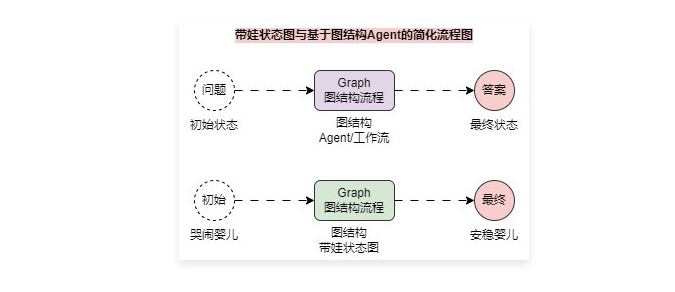 带娃状态图与基于图结构Agent的简化流程图
问题
Graph
图结构流程
答案
初始状态
图结构
Agent/工作流
最终状态
初始
Graph
图结构流程
最终
哭闹婴儿
图结构
带娃状态图
安稳婴儿